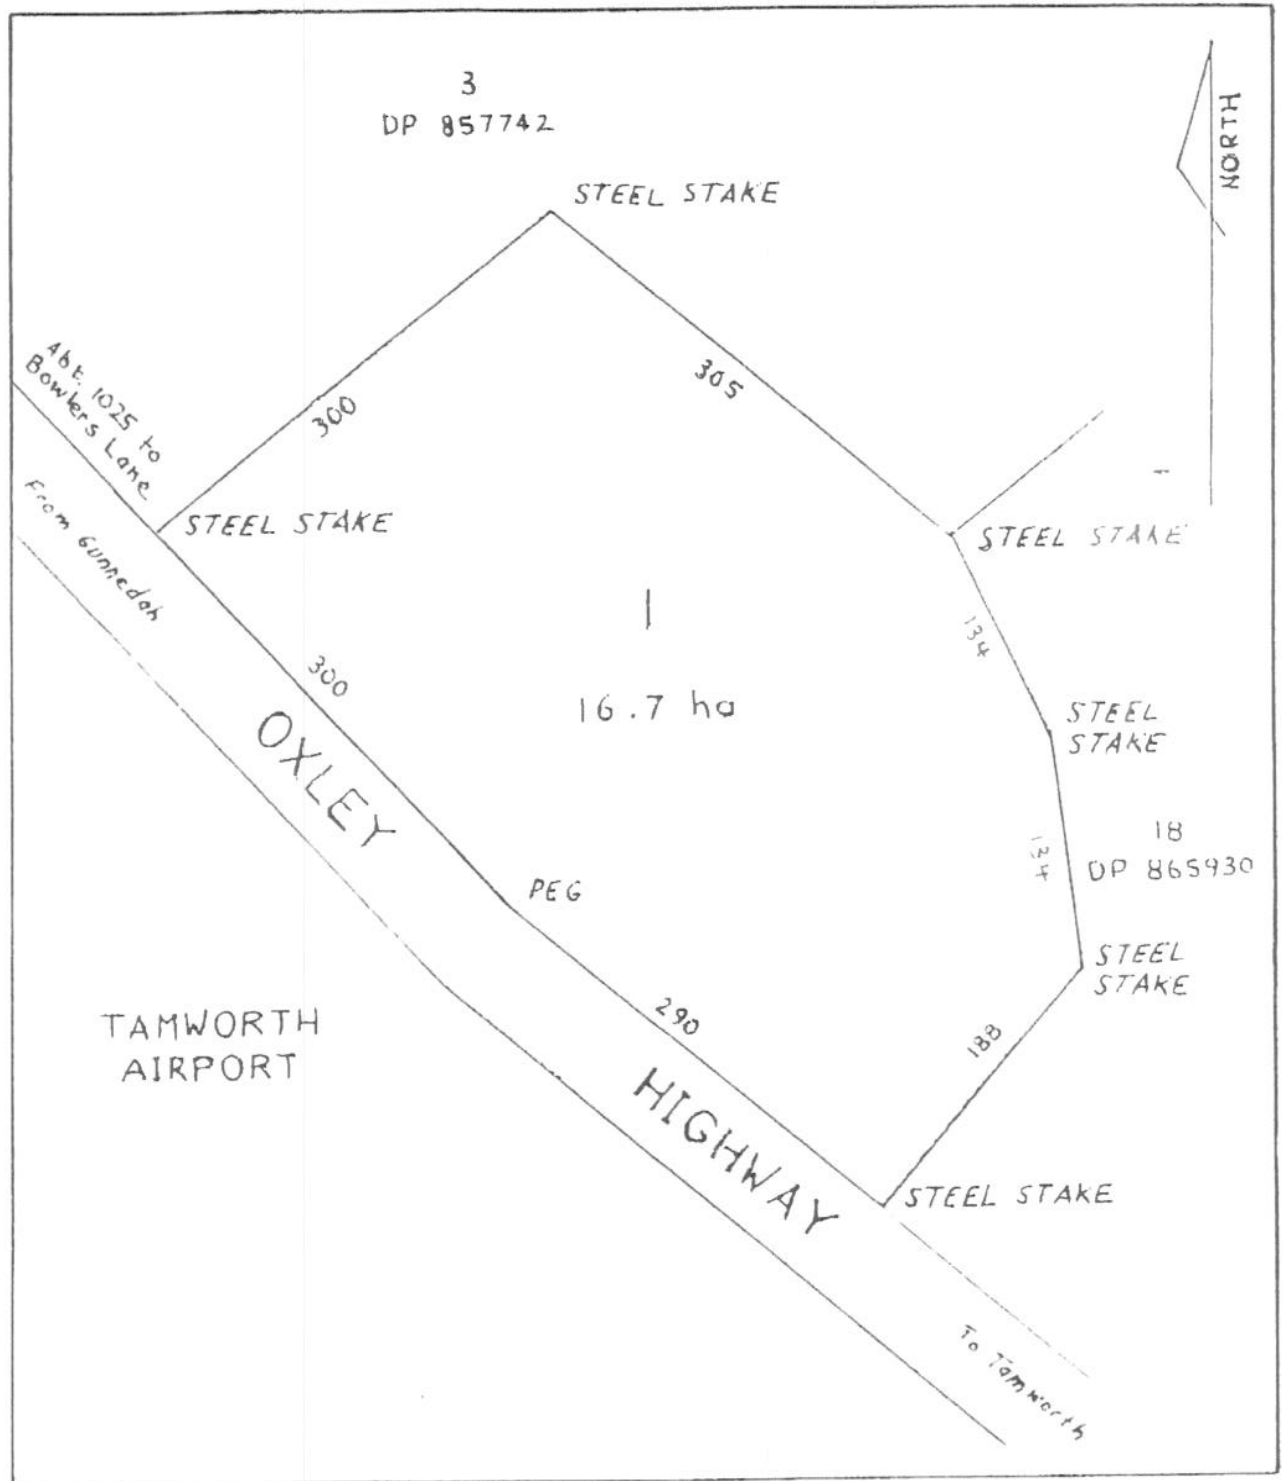 3
DP 857742
NORTH
STEEL STAKE
305
300
Abt. 1025 to
Bowlers Lane
From Gunnedah
STEEL STAKE
STEEL STAKE
1
16.7 ha
134
STEEL
STAKE
300
OXLEY
18
DP 865930
134
PEG
STEEL
STAKE
TAMWORTH
AIRPORT
290
188
HIGHWAY
STEEL STAKE
To Tamworth